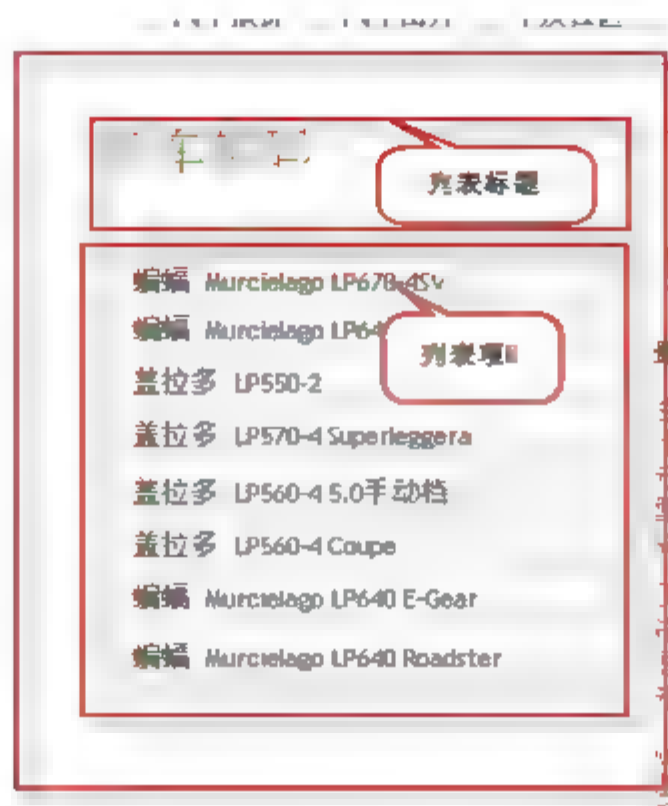 列表标题
蝙蝠 Murcielago LP670-4SV
蝙蝠 Murcielago LP64
列表项
盖拉多 LP550-2
盖拉多 LP570-4 Superleggera
盖拉多 LP560-4 5.0手动档
盖拉多 LP560-4 Coupe
蝙蝠 Murcielago LP640 E-Gear
蝙蝠 Murcielago LP640 Roadster